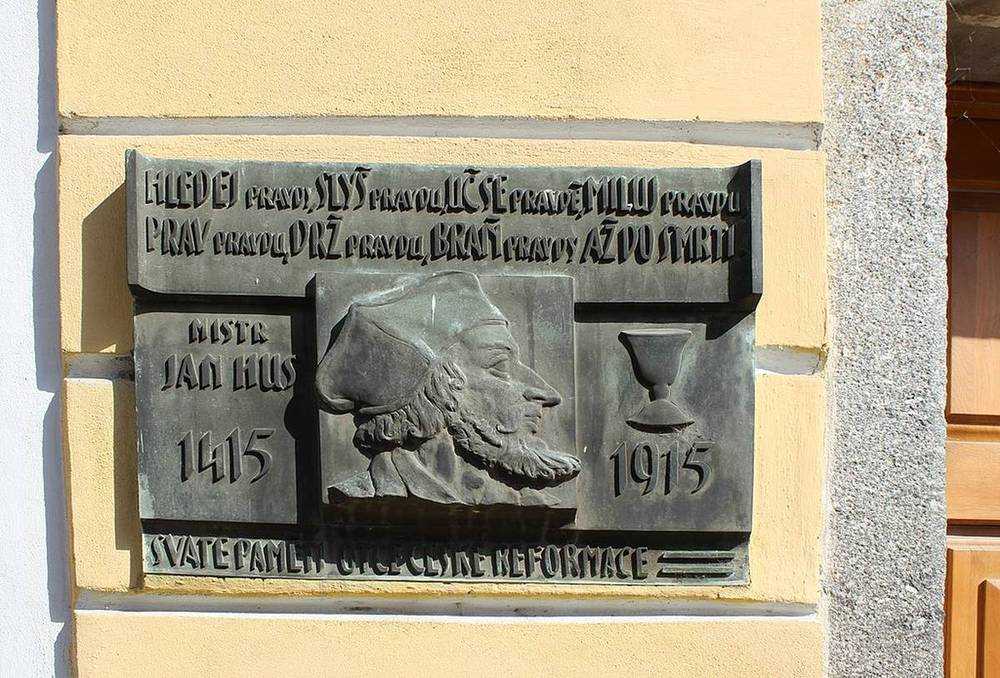 HLEDEJ PRAVDY, SLYŠ PRAVDU, UČ SE PRAVDĚ, MILUJ PRAVDU
PRAV PRAVDU, DRŽ PRAVDU, BRAŇ PRAVDY AŽ DO SMRTI
MISTR
JAN HUS
1415
1915
SVATÉ PAMĚTI OTCE ČESKÉ REFORMACE